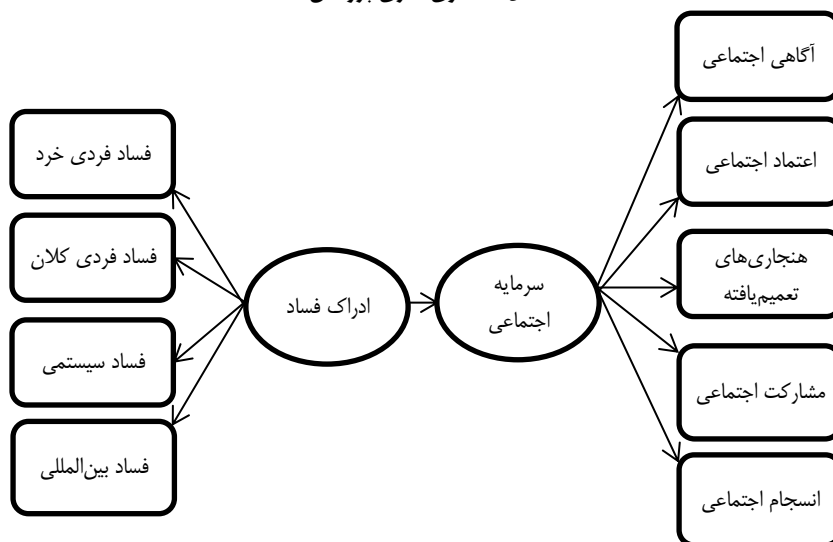 آگاهی اجتماعی
اعتماد اجتماعی
هنجاری‌های
تعمیم‌یافته
مشارکت اجتماعی
انسجام اجتماعی
سرمایه
اجتماعی
ادراک فساد
فساد فردی خرد
فساد فردی کلان
فساد سیستمی
فساد بین‌المللی